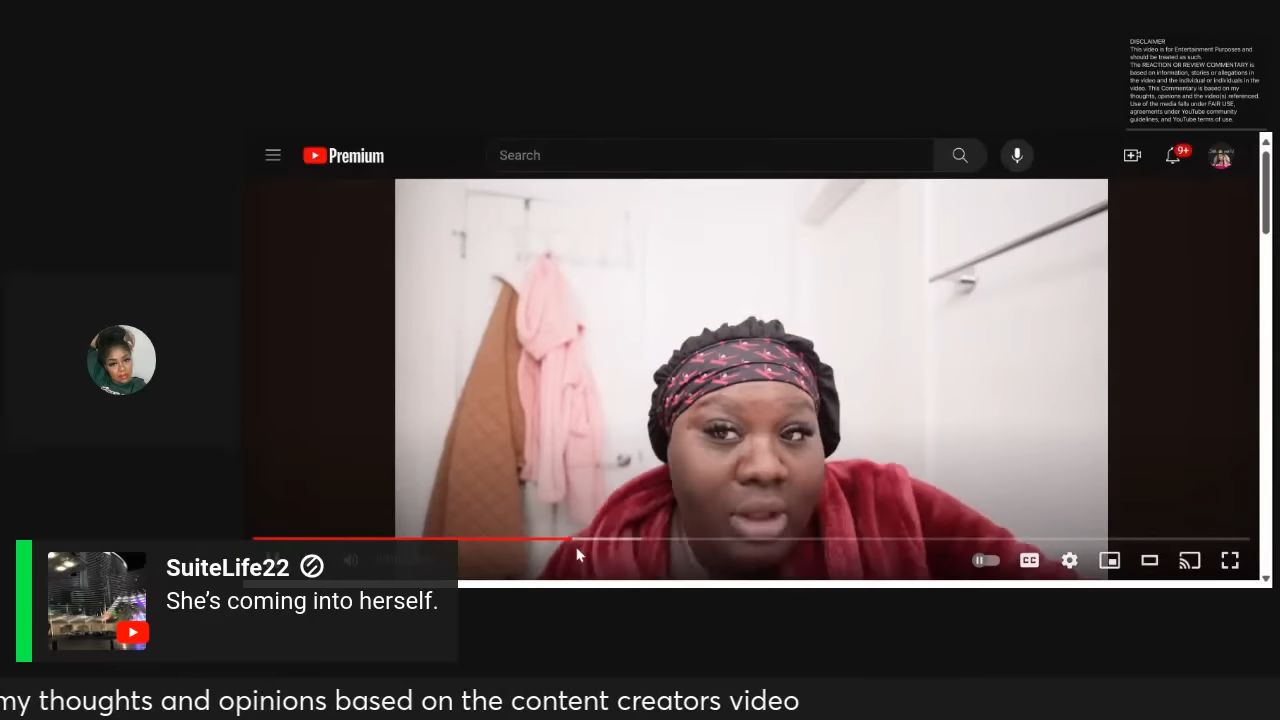 DISCLAIMER
This video is for Entertainment Purposes and
should be treated as such.
The REACTION OR REVIEW COMMENTARY is
based on information, stories or allegations in
the video and the individual or individuals in the
video. This Commentary is based on my
thoughts, opinions and the video(s) referenced.
Use of the media falls under FAIR USE,
agreements under YouTube community
guidelines, and YouTube terms of use.
Premium
Search
9+
CC
SuiteLife22
She’s coming into herself.
my thoughts and opinions based on the content creators video